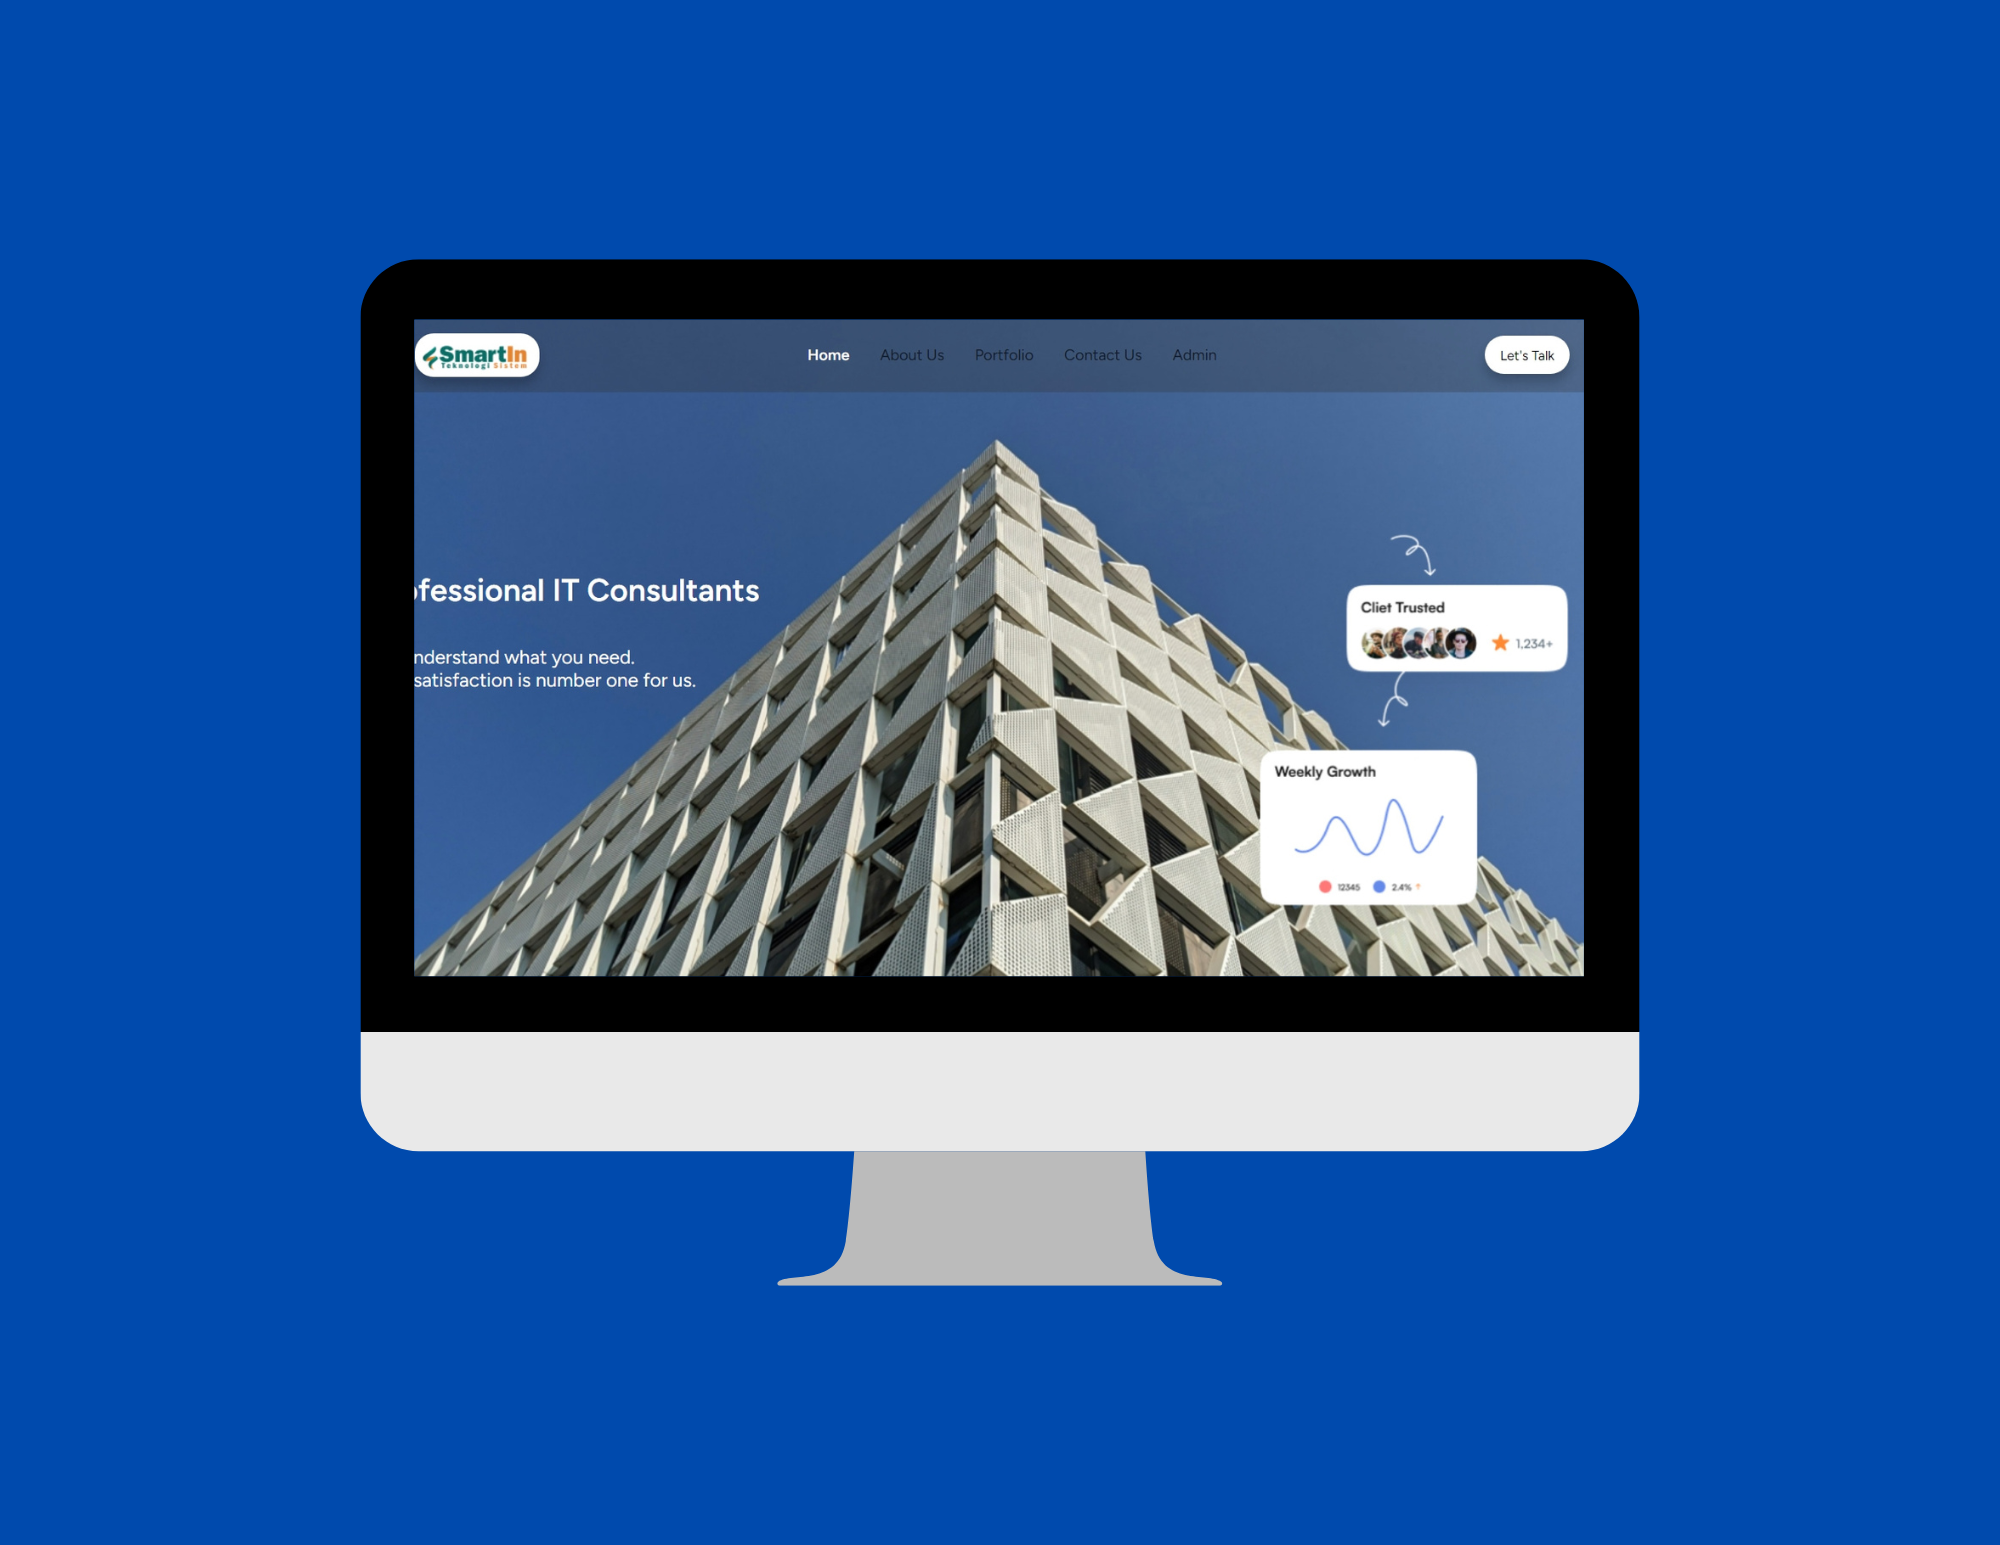 SmartIn
Teknologi Sistem
Home About Us Portfolio Contact Us Admin
Let's Talk
ofessional IT Consultants
nderstand what you need.
satisfaction is number one for us.
Cliet Trusted
1,234+
Weekly Growth
12345 2.4% ↑